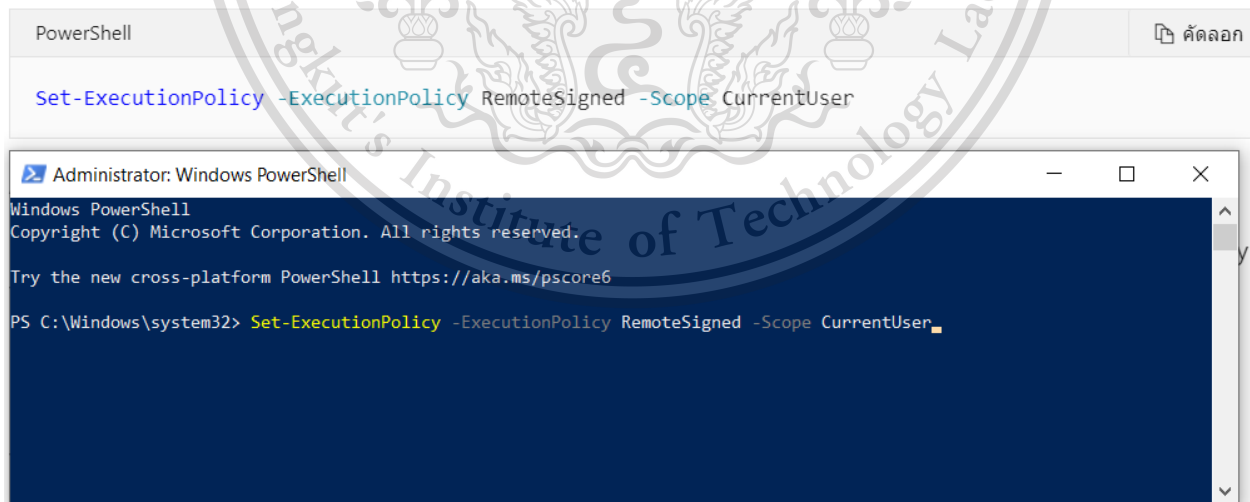 PowerShell
คัดลอก
Set-ExecutionPolicy -ExecutionPolicy RemoteSigned -Scope CurrentUser
Administrator: Windows PowerShell
Windows PowerShell
Copyright (C) Microsoft Corporation. All rights reserved.
Try the new cross-platform PowerShell https://aka.ms/pscore6
PS C:\Windows\system32> Set-ExecutionPolicy -ExecutionPolicy RemoteSigned -Scope CurrentUser
Institute of Technology